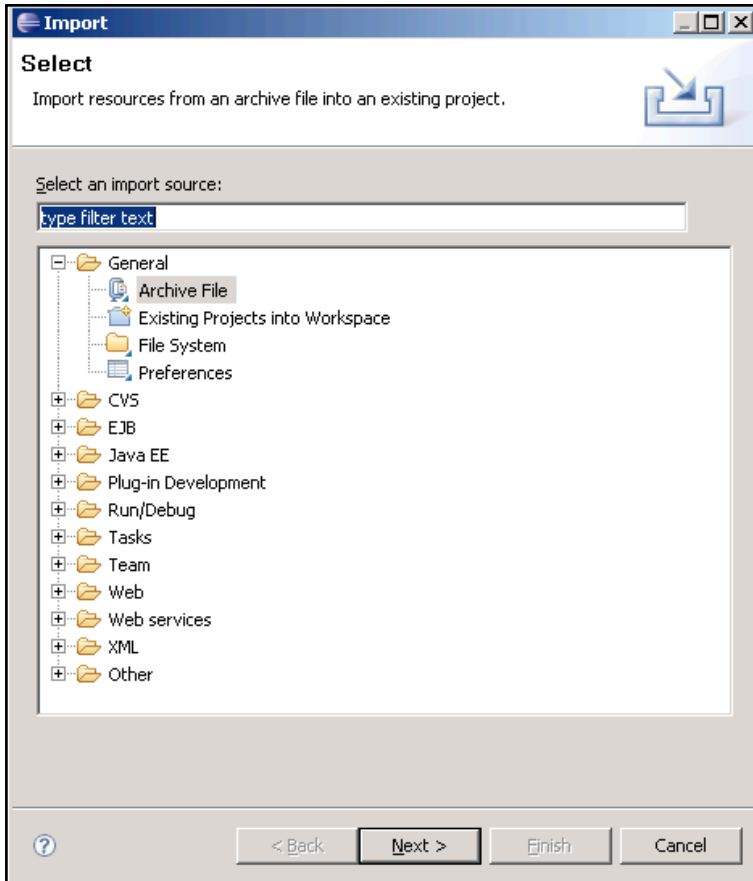 Import
Select
Import resources from an archive file into an existing project.
Select an import source:
type filter text
General
Archive File
Existing Projects into Workspace
File System
Preferences
CVS
EJB
Java EE
Plug-in Development
Run/Debug
Tasks
Team
Web
Web services
XML
Other
? < Back Next > Finish Cancel